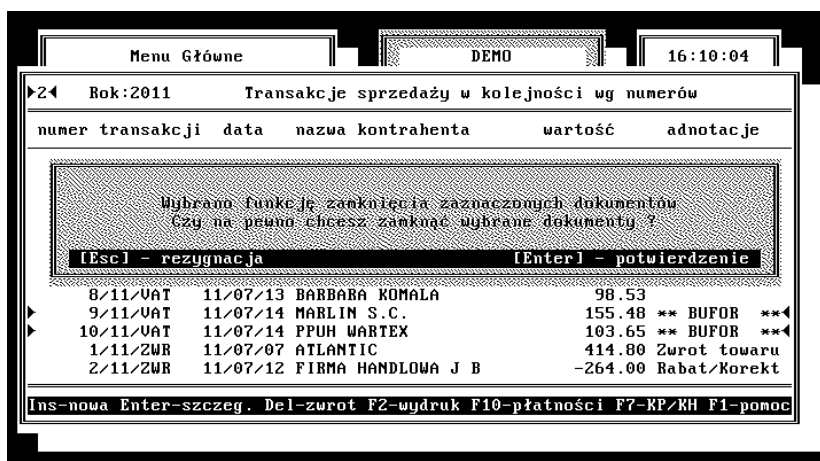 Menu Główne DEMO 16:10:04
2 Rok:2011 Transakcje sprzedaży w kolejności wg numerów
numer transakcji data nazwa kontrahenta wartość adnotacje
Wybrano funkcję zamknięcia zaznaczonych dokumentów
Czy na pewno chcesz zamknąć wybrane dokumenty ?
[Esc] - rezygnacja [Enter] - potwierdzenie
8/11/VAT 11/07/13 BARBARA KOMALA 98.53
9/11/VAT 11/07/14 MARLIN S.C. 155.48 ** BUFOR **
10/11/VAT 11/07/14 PPUH WARTEX 103.65 ** BUFOR **
1/11/ZWR 11/07/07 ATLANTIC 414.80 Zwrot towaru
2/11/ZWR 11/07/12 FIRMA HANDLOWA J B -264.00 Rabat/Korekt
Ins-nowa Enter-szczeg. Del-zwrot F2-wydruk F10-płatności F7-KP/KH F1-pomoc